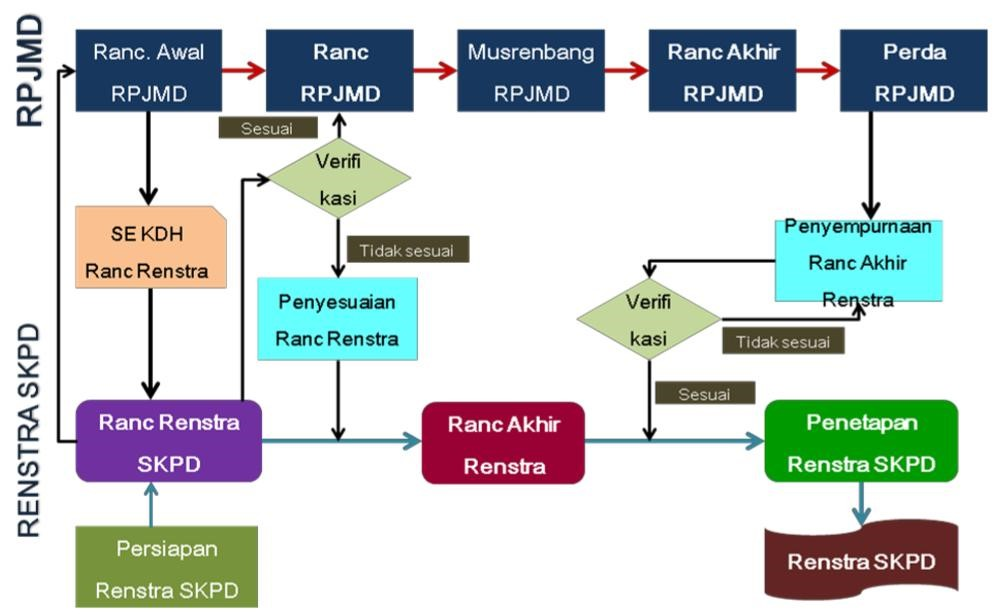 RPJMD
Ranc. Awal
RPJMD
Ranc
RPJMD
Musrenbang
RPJMD
Ranc Akhir
RPJMD
Perda
RPJMD
Sesuai
Verifi
kasi
SE KDH
Ranc Renstra
Tidak sesuai
Penyesuaian
Ranc Renstra
Penyempurnaan
Ranc Akhir
Renstra
Verifi
kasi
Tidak sesuai
Sesuai
RENSTRA SKPD
Ranc Renstra
SKPD
Ranc Akhir
Renstra
Penetapan
Renstra SKPD
Persiapan
Renstra SKPD
Renstra SKPD